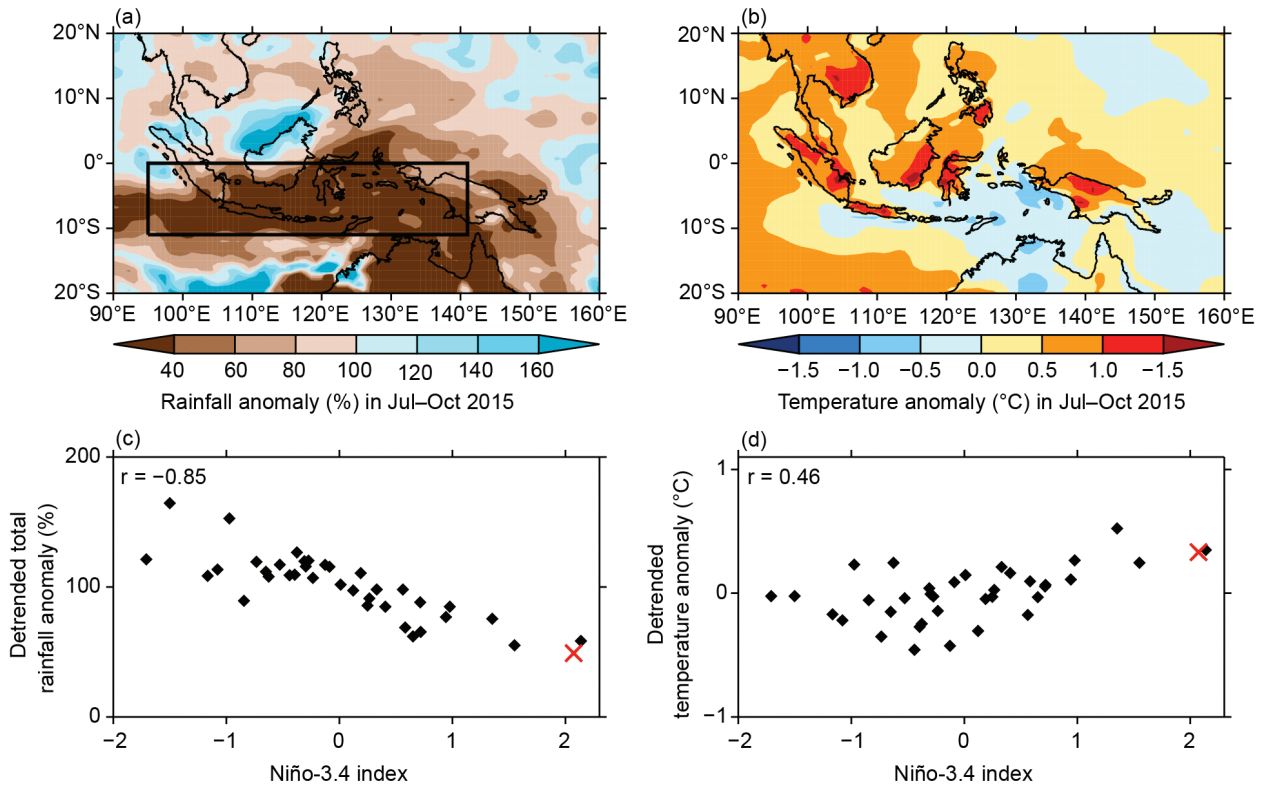 (a)
20°N
10°N
0°
10°S
20°S
90°E 100°E 110°E 120°E 130°E 140°E 150°E 160°E
40 60 80 100 120 140 160
Rainfall anomaly (%) in Jul–Oct 2015
(b)
20°N
10°N
0°
10°S
20°S
90°E 100°E 110°E 120°E 130°E 140°E 150°E 160°E
−1.5 −1.0 −0.5 0.0 0.5 1.0 −1.5
Temperature anomaly (°C) in Jul–Oct 2015
(c)
r = −0.85
200
100
0
Detrended total
rainfall anomaly (%)
−2 −1 0 1 2
Niño-3.4 index
(d)
r = 0.46
1
0
−1
Detrended
temperature anomaly (°C)
−2 −1 0 1 2
Niño-3.4 index